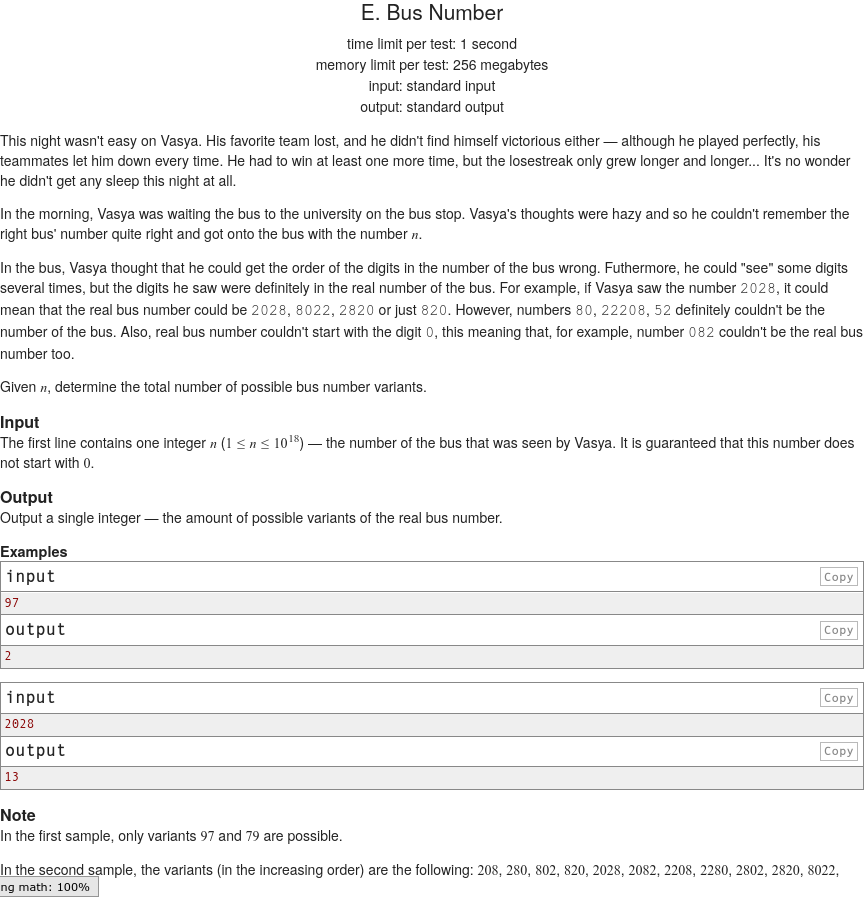 E. Bus Number
time limit per test: 1 second
memory limit per test: 256 megabytes
input: standard input
output: standard output
This night wasn't easy on Vasya. His favorite team lost, and he didn't find himself victorious either — although he played perfectly, his
teammates let him down every time. He had to win at least one more time, but the losestreak only grew longer and longer... It's no wonder
he didn't get any sleep this night at all.
In the morning, Vasya was waiting the bus to the university on the bus stop. Vasya's thoughts were hazy and so he couldn't remember the
right bus' number quite right and got onto the bus with the number n.
In the bus, Vasya thought that he could get the order of the digits in the number of the bus wrong. Futhermore, he could "see" some digits
several times, but the digits he saw were definitely in the real number of the bus. For example, if Vasya saw the number 2028, it could
mean that the real bus number could be 2028, 8022, 2820 or just 820. However, numbers 80, 22208, 52 definitely couldn't be the
number of the bus. Also, real bus number couldn't start with the digit 0, this meaning that, for example, number 082 couldn't be the real bus
number too.
Given n, determine the total number of possible bus number variants.
Input
The first line contains one integer n (1 ≤ n ≤ 10^18) — the number of the bus that was seen by Vasya. It is guaranteed that this number does
not start with 0.
Output
Output a single integer — the amount of possible variants of the real bus number.
Examples
input Copy
97
output Copy
2
input Copy
2028
output Copy
13
Note
In the first sample, only variants 97 and 79 are possible.
In the second sample, the variants (in the increasing order) are the following: 208, 280, 802, 820, 2028, 2082, 2208, 2280, 2802, 2820, 8022,
ng math: 100%